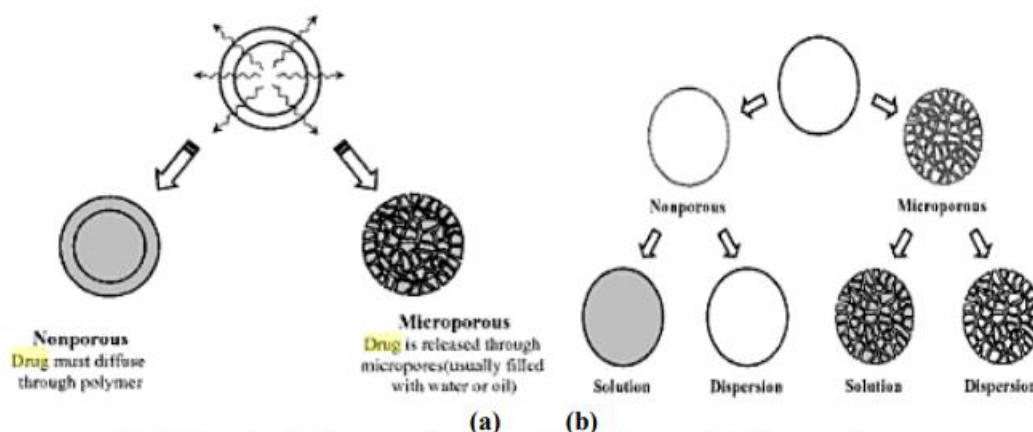 Nonporous
Drug must diffuse
through polymer
Microporous
Drug is released through
micropores(usually filled
with water or oil)
(a)
Nonporous
Microporous
Solution
Dispersion
Solution
Dispersion
(b)